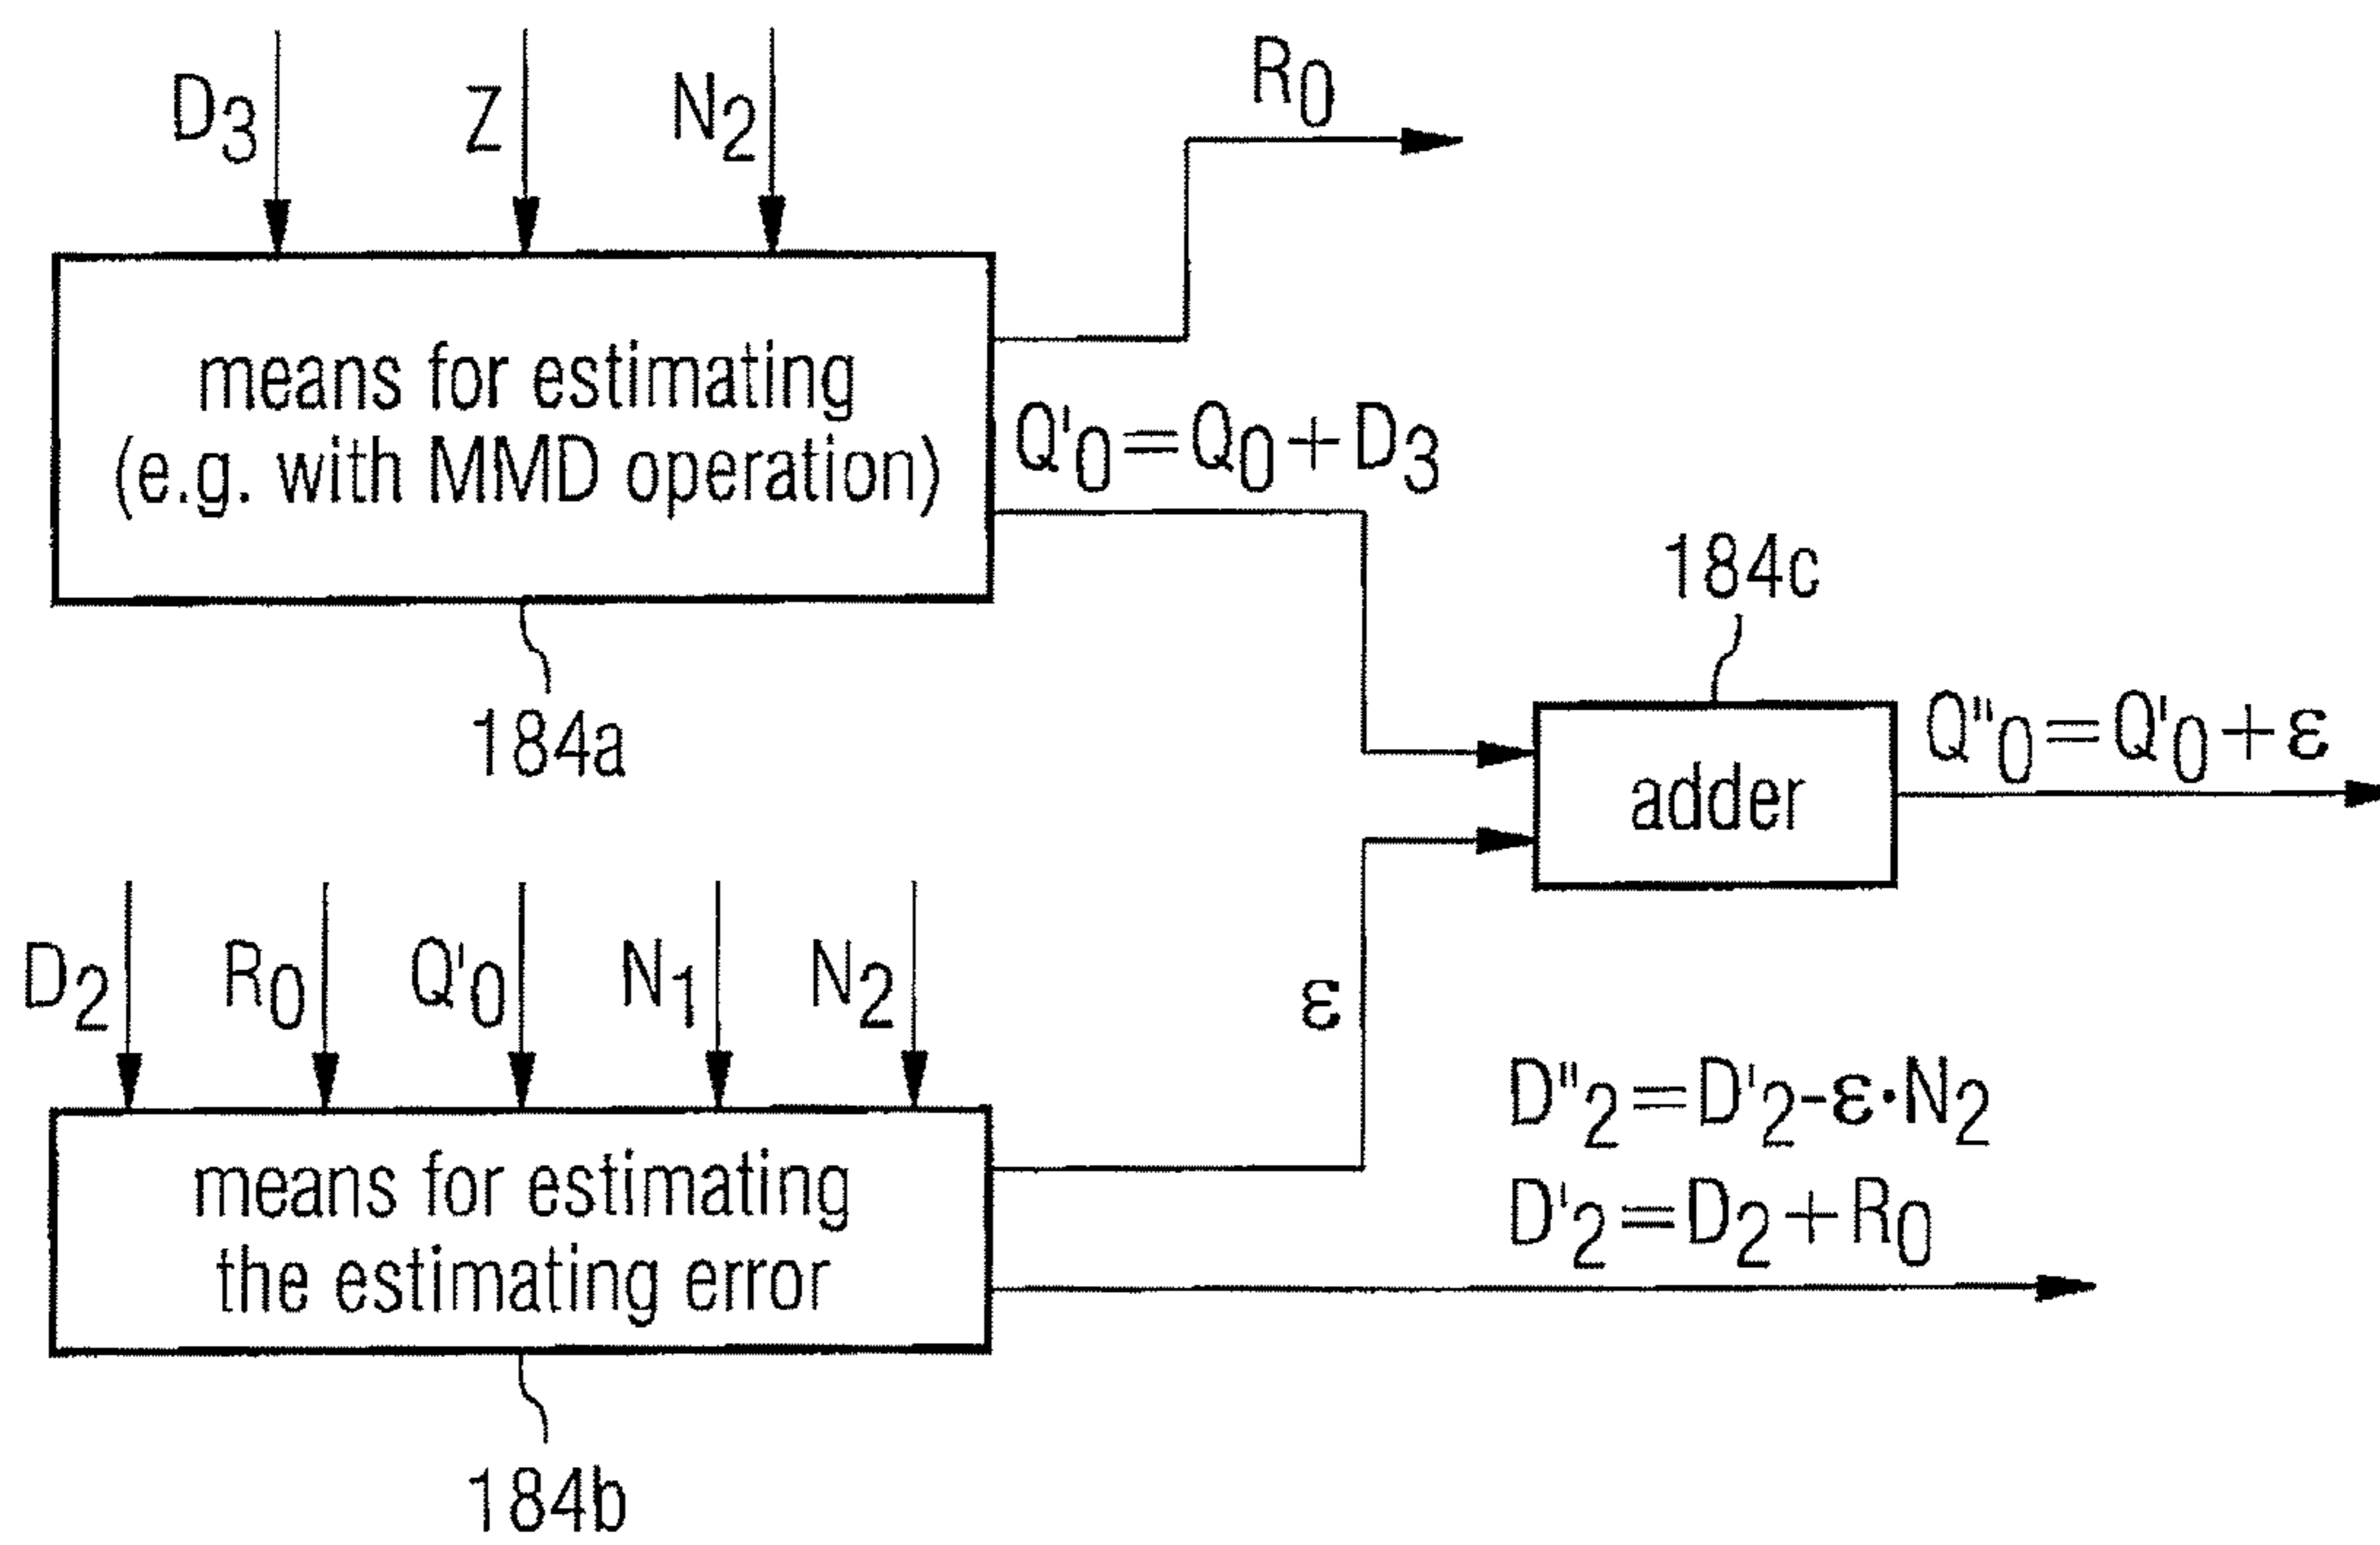 D3 Z N2 R0
means for estimating
(e.g. with MMD operation)
Q'0=Q0+D3
184a
184c
adder
Q"0=Q'0+ε
D2 R0 Q'0 N1 N2
ε
means for estimating
the estimating error
D"2=D'2-ε·N2
D'2=D2+R0
184b